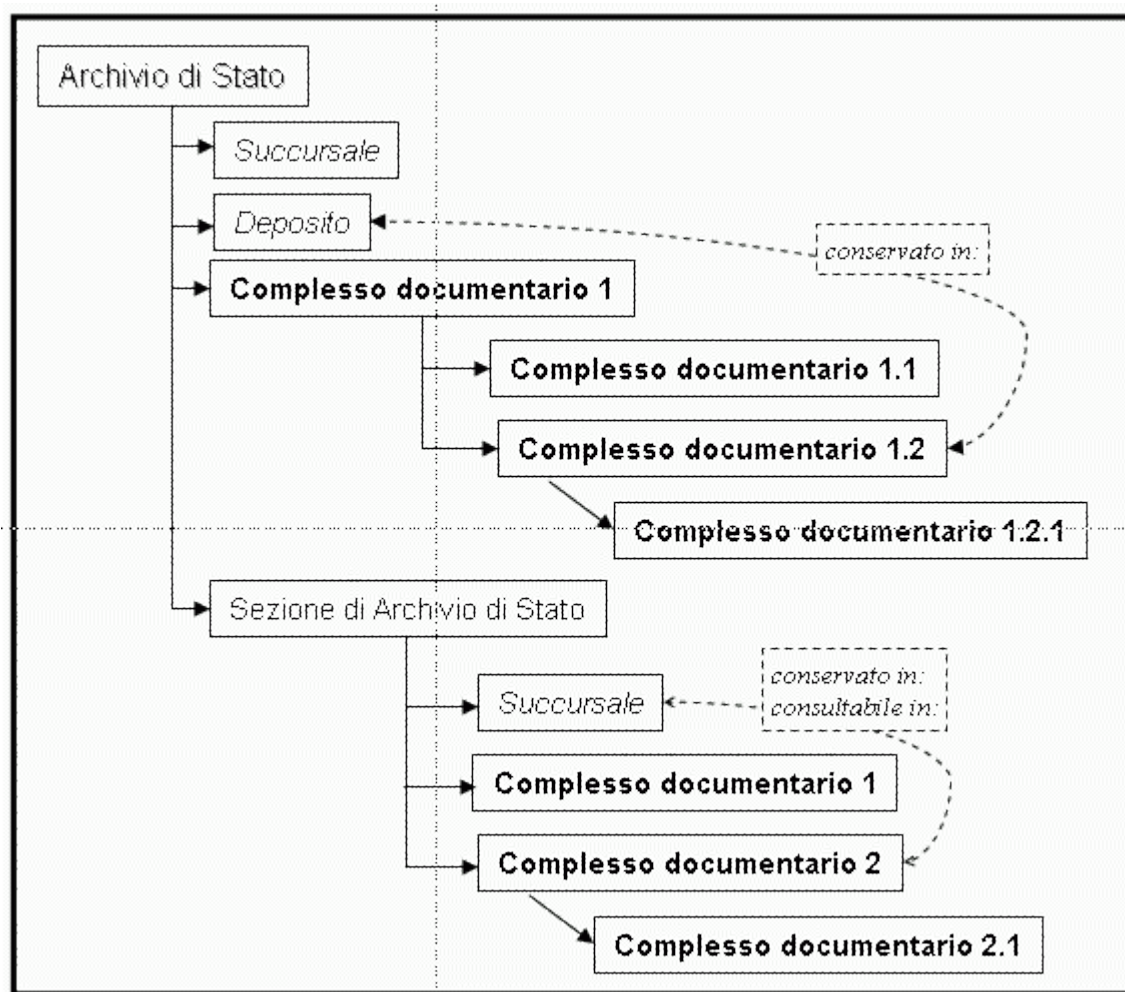 Archivio di Stato
Succursale
Deposito
conservato in:
Complesso documentario 1
Complesso documentario 1.1
Complesso documentario 1.2
Complesso documentario 1.2.1
Sezione di Archivio di Stato
Succursale
conservato in:
consultabile in:
Complesso documentario 1
Complesso documentario 2
Complesso documentario 2.1